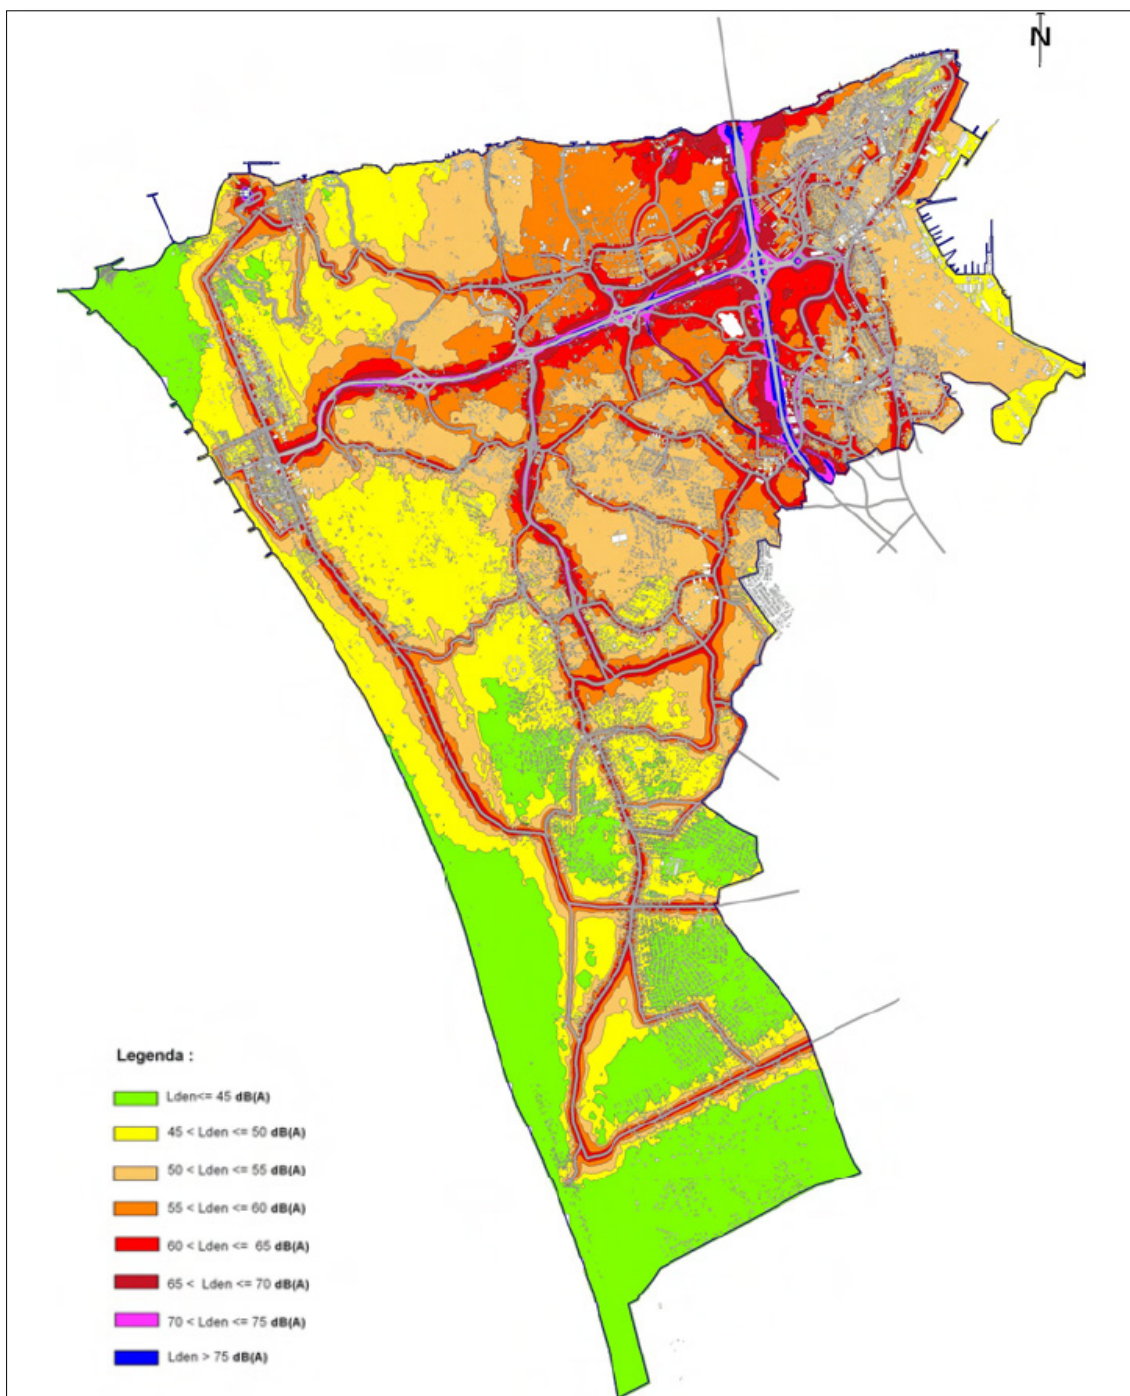 N
Legenda :
Lden<= 45 dB(A)
45 < Lden <= 50 dB(A)
50 < Lden <= 55 dB(A)
55 < Lden <= 60 dB(A)
60 < Lden <= 65 dB(A)
65 < Lden <= 70 dB(A)
70 < Lden <= 75 dB(A)
Lden > 75 dB(A)